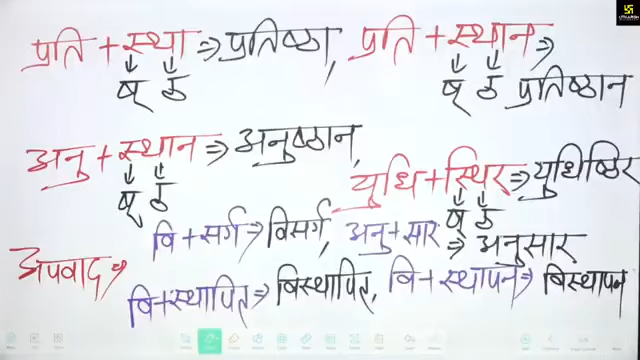 प्रति + स्था ⇒ प्रतिष्ठा, प्रति + स्थान ⇒
↓ ↓ ↓ ↓
ष् ठ ष् ठ प्रतिष्ठान
अनु + स्थान ⇒ अनुष्ठान,
↓ ↓
ष् ठ
युधि + स्थिर ⇒ युधिष्ठिर
↓ ↓
ष् ठ
वि + सर्ग ⇒ विसर्ग, अनु + सार ⇒ अनुसार
अपवाद ⇒
वि + स्थापित ⇒ विस्थापित, वि + स्थापन ⇒ विस्थापन